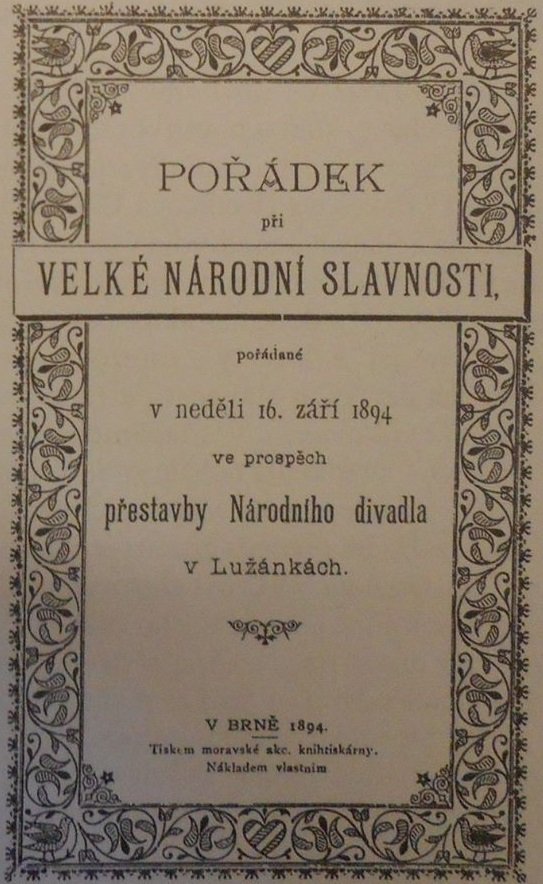 POŘÁDEK
při
VELKÉ NÁRODNÍ SLAVNOSTI,
pořádané
v neděli 16. září 1894
ve prospěch
přestavby Národního divadla
v Lužánkách.
V BRNĚ 1894.
Tiskem moravské akc. knihtiskárny.
Nákladem vlastním